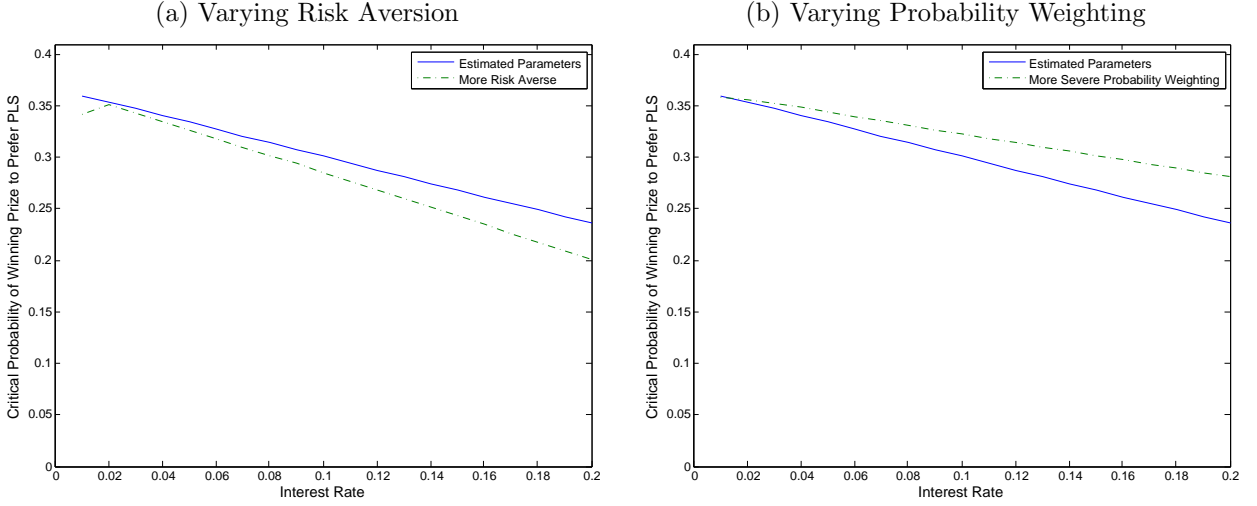 (a) Varying Risk Aversion
Critical Probability of Winning Prize to Prefer PLS
0.4
0.35
0.3
0.25
0.2
0.15
0.1
0.05
0
Estimated Parameters
More Risk Averse
0 0.02 0.04 0.06 0.08 0.1 0.12 0.14 0.16 0.18 0.2
Interest Rate
(b) Varying Probability Weighting
Critical Probability of Winning Prize to Prefer PLS
0.4
0.35
0.3
0.25
0.2
0.15
0.1
0.05
0
Estimated Parameters
More Severe Probability Weighting
0 0.02 0.04 0.06 0.08 0.1 0.12 0.14 0.16 0.18 0.2
Interest Rate